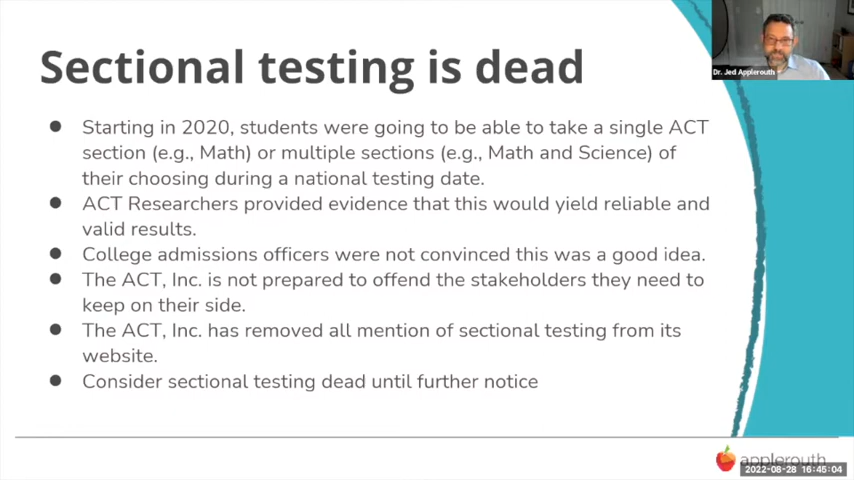 Dr. Jed Applerouth
Sectional testing is dead
● Starting in 2020, students were going to be able to take a single ACT
section (e.g., Math) or multiple sections (e.g., Math and Science) of
their choosing during a national testing date.
● ACT Researchers provided evidence that this would yield reliable and
valid results.
● College admissions officers were not convinced this was a good idea.
● The ACT, Inc. is not prepared to offend the stakeholders they need to
keep on their side.
● The ACT, Inc. has removed all mention of sectional testing from its
website.
● Consider sectional testing dead until further notice
applerouth
2022-08-28 16:45:04